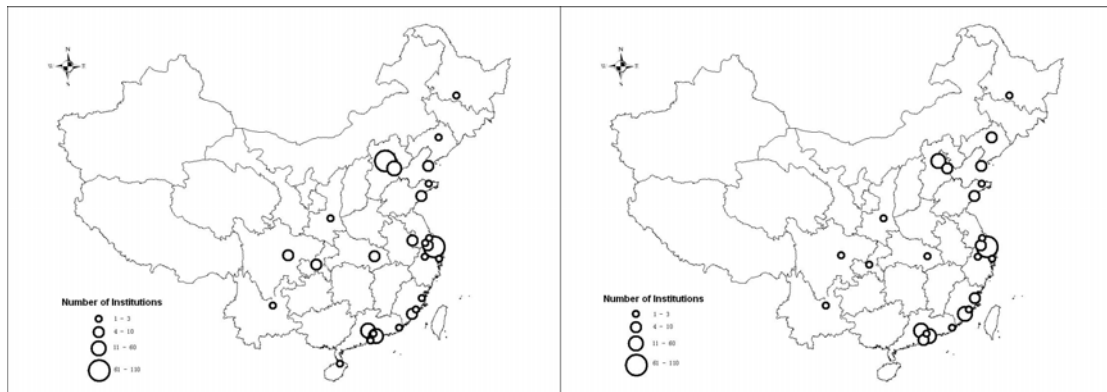 N
W E
S
Number of Institutions
1 - 3
4 - 10
11 - 60
61 - 110
N
W E
S
Number of Institutions
1 - 3
4 - 10
11 - 60
61 - 110